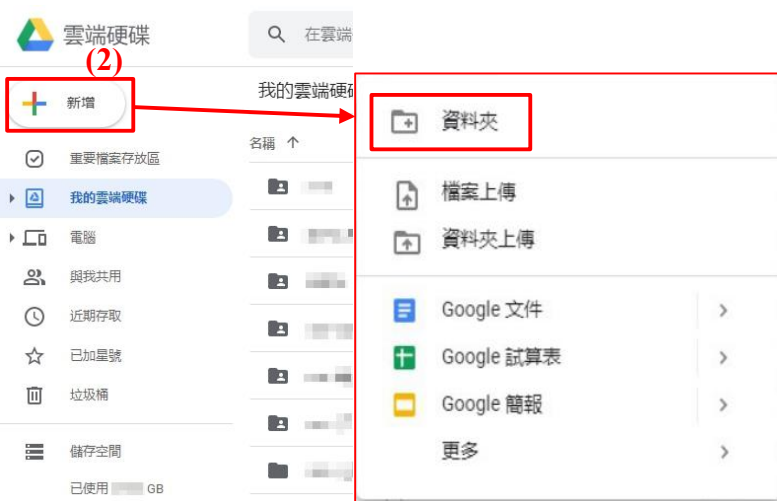 雲端硬碟
在雲端
(2)
新增
我的雲端硬碟
名稱
重要檔案存放區
我的雲端硬碟
電腦
與我共用
近期存取
已加星號
垃圾桶
儲存空間
已使用 GB
資料夾
檔案上傳
資料夾上傳
Google 文件
Google 試算表
Google 簡報
更多